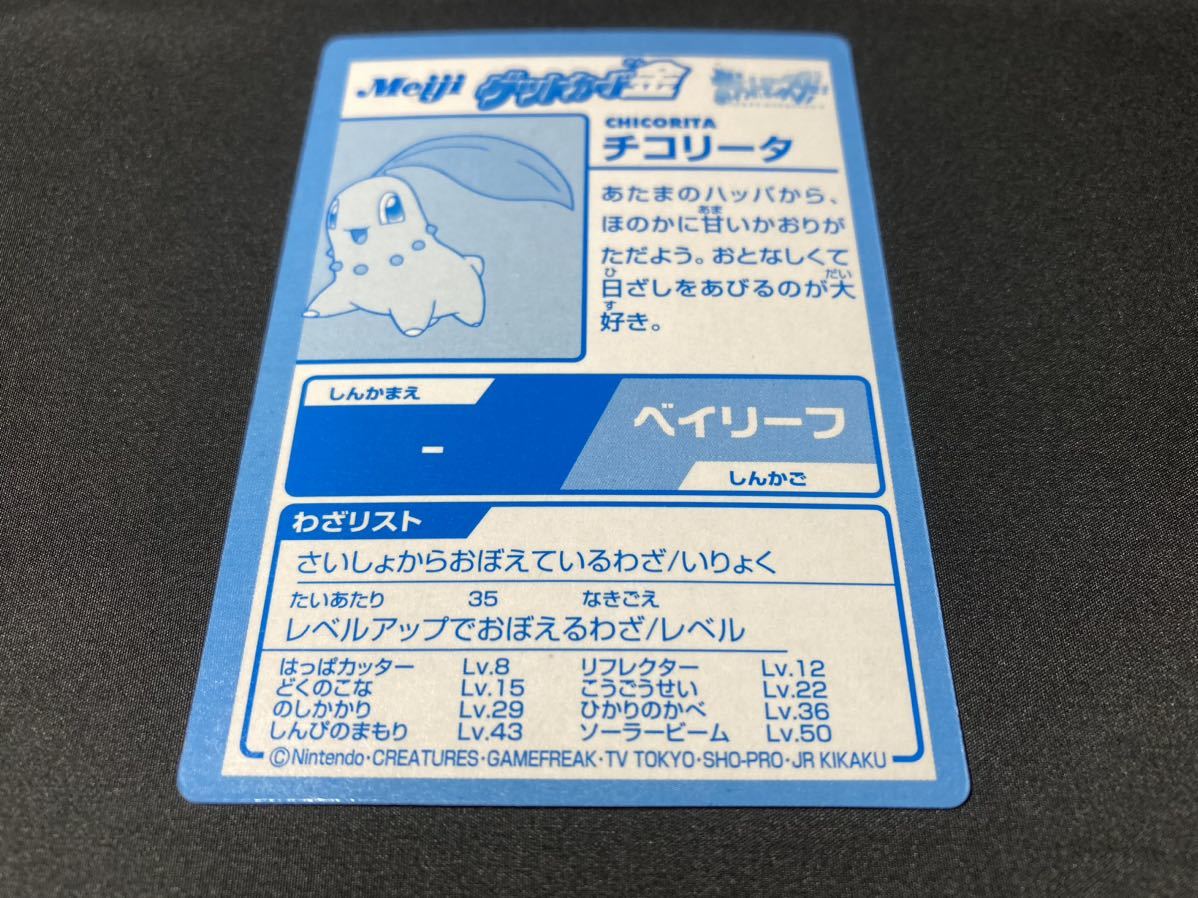 Meiji ゲットカード金
CHICORITA
チコリータ
あたまのハッパから、
ほのかに甘いかおりが
ただよう。おとなしくて
日ざしをあびるのが大
好き。
しんかまえ
-
ベイリーフ
しんかご
わざリスト
さいしょからおぼえているわざ/いりょく
たいあたり 35 なきごえ
レベルアップでおぼえるわざ/レベル
はっぱカッター Lv.8 リフレクター Lv.12
どくのこな Lv.15 こうごうせい Lv.22
のしかかり Lv.29 ひかりのかべ Lv.36
しんぴのまもり Lv.43 ソーラービーム Lv.50
©Nintendo・CREATURES・GAMEFREAK・TV TOKYO・SHO-PRO・JR KIKAKU